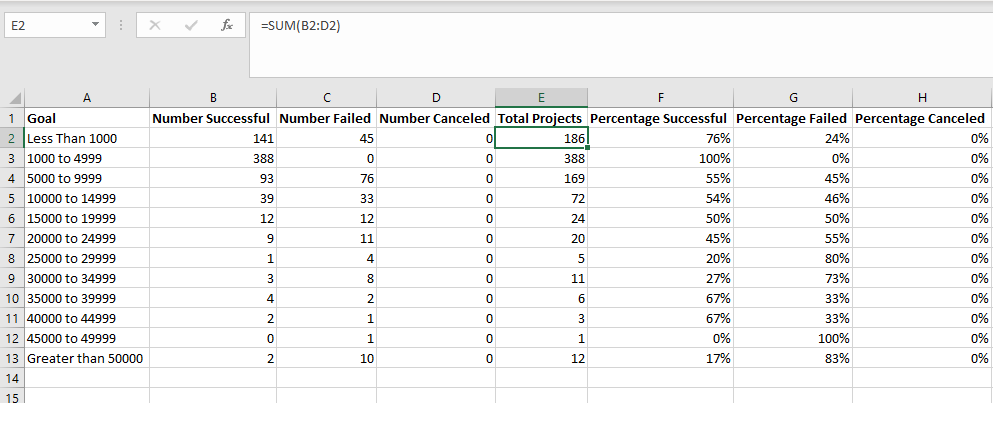 E2 fx =SUM(B2:D2)
A B C D E F G H
1 Goal Number Successful Number Failed Number Canceled Total Projects Percentage Successful Percentage Failed Percentage Canceled
2 Less Than 1000 141 45 0 186 76% 24% 0%
3 1000 to 4999 388 0 0 388 100% 0% 0%
4 5000 to 9999 93 76 0 169 55% 45% 0%
5 10000 to 14999 39 33 0 72 54% 46% 0%
6 15000 to 19999 12 12 0 24 50% 50% 0%
7 20000 to 24999 9 11 0 20 45% 55% 0%
8 25000 to 29999 1 4 0 5 20% 80% 0%
9 30000 to 34999 3 8 0 11 27% 73% 0%
10 35000 to 39999 4 2 0 6 67% 33% 0%
11 40000 to 44999 2 1 0 3 67% 33% 0%
12 45000 to 49999 0 1 0 1 0% 100% 0%
13 Greater than 50000 2 10 0 12 17% 83% 0%
14
15